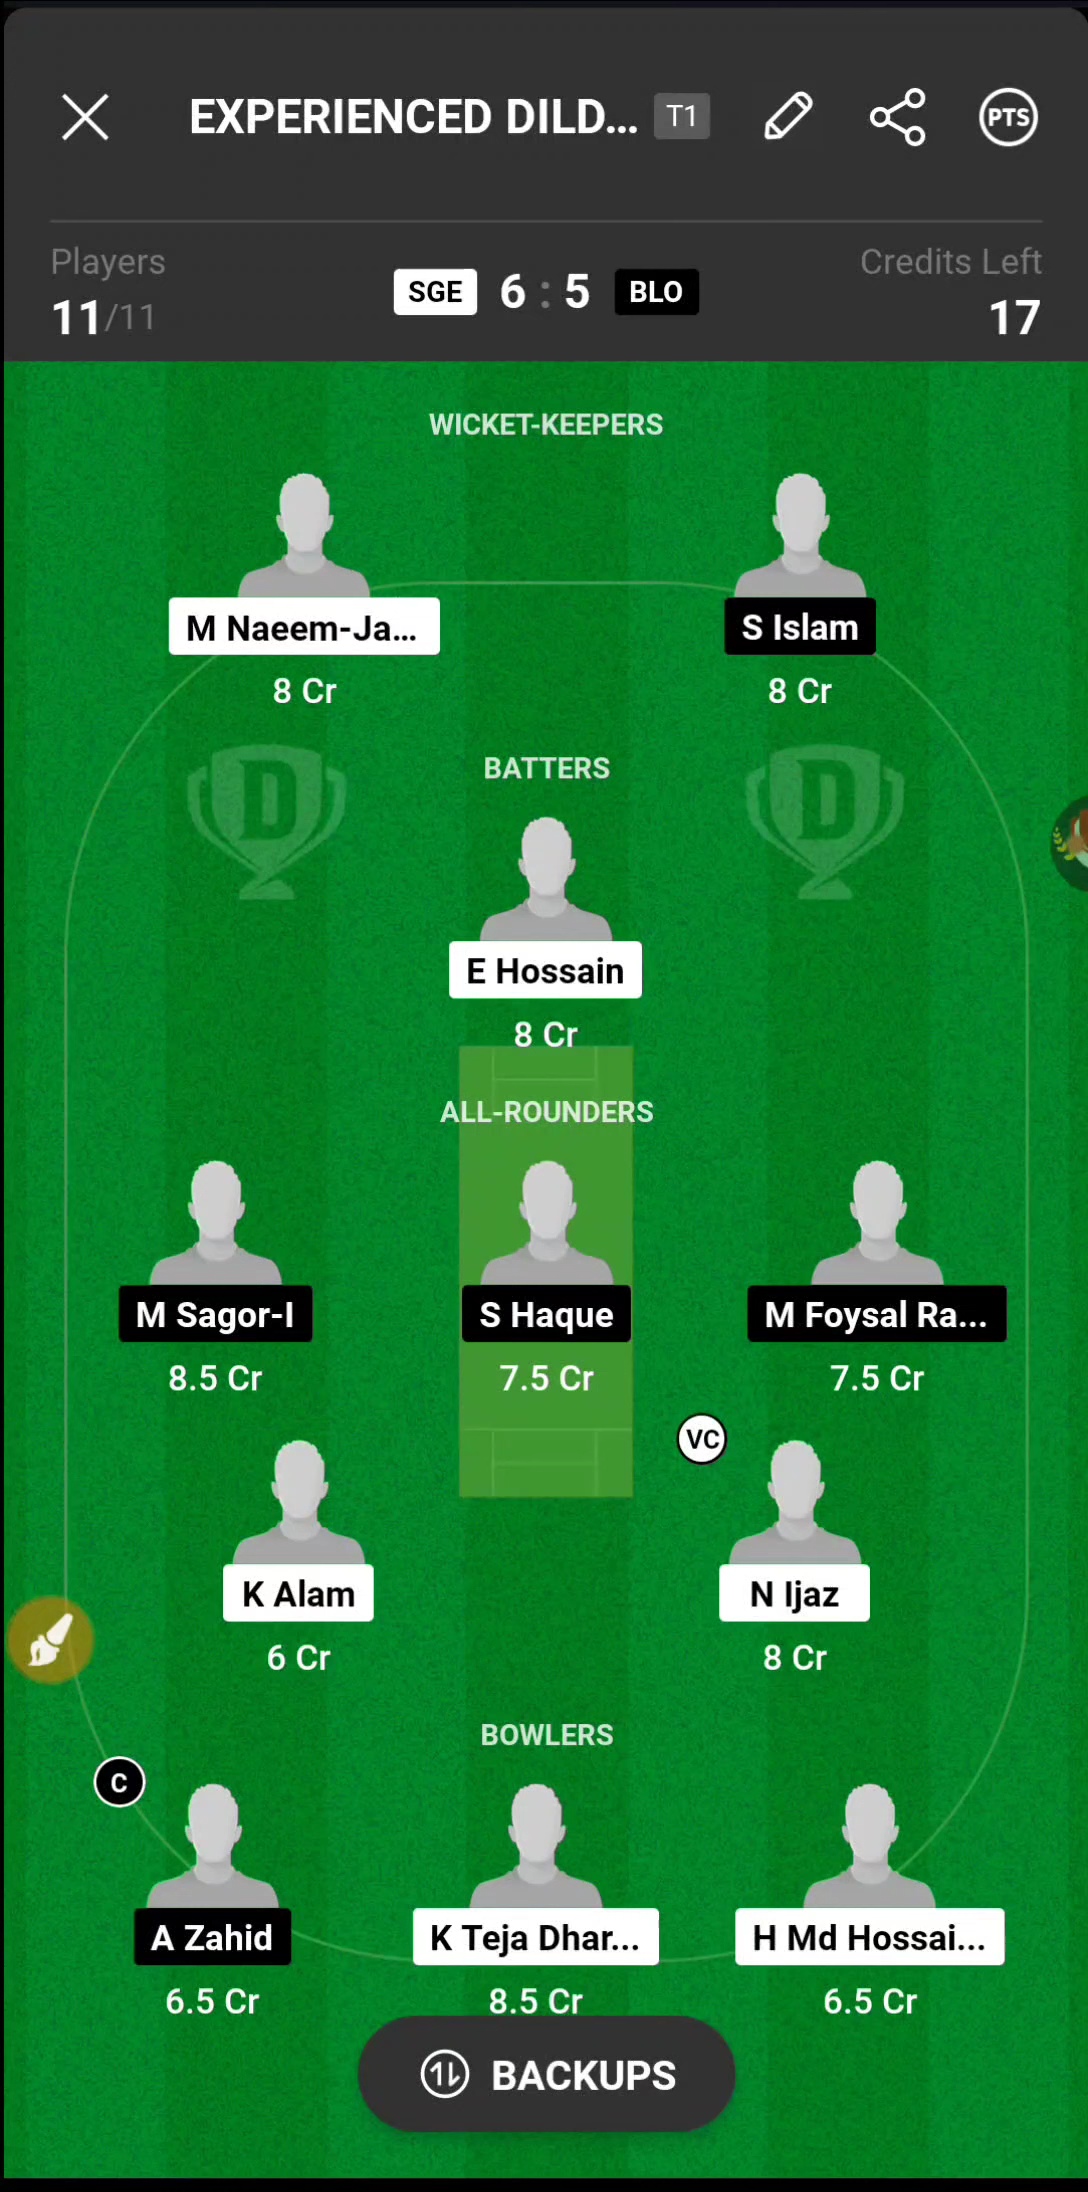 EXPERIENCED DILD... T1 PTS
Players
11/11
SGE 6 : 5 BLO
Credits Left
17
WICKET-KEEPERS
M Naeem-Ja... S Islam
8 Cr 8 Cr
D D
BATTERS
E Hossain
8 Cr
ALL-ROUNDERS
M Sagor-I S Haque M Foysal Ra...
8.5 Cr 7.5 Cr 7.5 Cr
VC
K Alam N Ijaz
6 Cr 8 Cr
BOWLERS
C
A Zahid K Teja Dhar... H Md Hossai...
6.5 Cr 8.5 Cr 6.5 Cr
BACKUPS